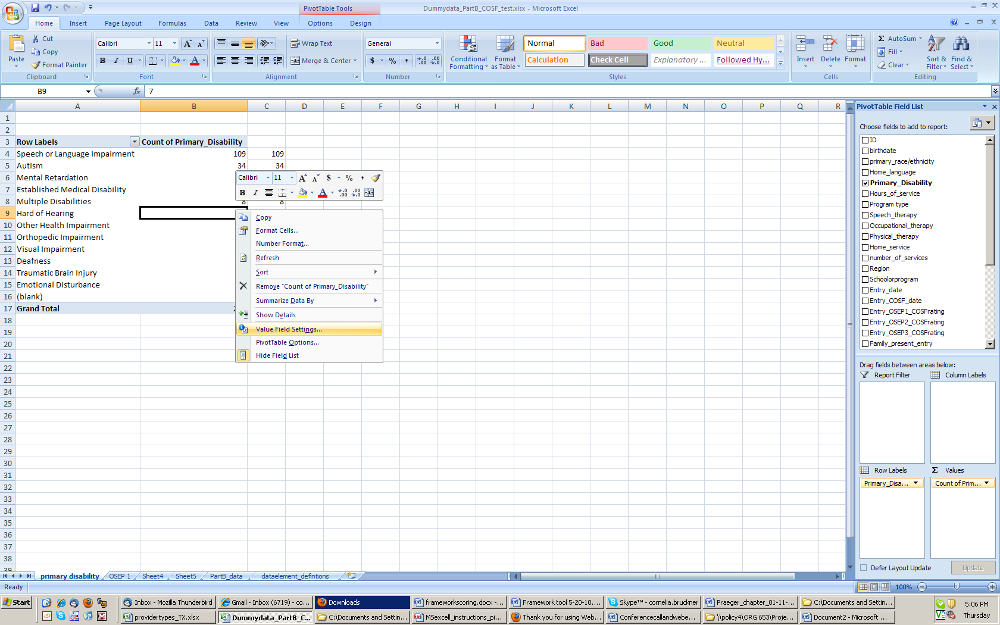 PivotTable Tools
Dummydata_PartB_COSF_test.xlsx - Microsoft Excel
Home Insert Page Layout Formulas Data Review View Options Design
Paste
Cut
Copy
Format Painter
Clipboard
Calibri 11
B I U
Font
Wrap Text
Merge & Center
Alignment
General
$ % ,
Number
Conditional Formatting
Format as Table
Normal Bad Good Neutral
Calculation Check Cell Explanatory ... Followed Hy...
Styles
Insert Delete Format
Cells
Σ AutoSum
Fill
Clear
Sort & Filter
Find & Select
Editing
B9 fx 7
A B C D E F G H I J K L M N O P Q R
1
2
3 Row Labels Count of Primary_Disability
4 Speech or Language Impairment 109 109
5 Autism 34 34
6 Mental Retardation
7 Established Medical Disability
8 Multiple Disabilities 8 8
9 Hard of Hearing
10 Other Health Impairment
11 Orthopedic Impairment
12 Visual Impairment
13 Deafness
14 Traumatic Brain Injury
15 Emotional Disturbance
16 (blank)
17 Grand Total
18
19
20
21
22
23
24
25
26
27
28
29
30
31
32
33
34
35
36
37
38
39
Calibri 11 A A $ % ,
B I A
Copy
Format Cells...
Number Format...
Refresh
Sort
Remove "Count of Primary_Disability"
Summarize Data By
Show Details
Value Field Settings...
PivotTable Options...
Hide Field List
PivotTable Field List
Choose fields to add to report:
ID
birthdate
primary_race/ethnicity
Home_language
Primary_Disability
Hours_of_service
Program type
Speech_therapy
Occupational_therapy
Physical_therapy
Home_service
number_of_services
Region
Schoolorprogram
Entry_date
Entry_COSF_date
Entry_OSEP1_COSFrating
Entry_OSEP2_COSFrating
Entry_OSEP3_COSFrating
Family_present_entry
Drag fields between areas below:
Report Filter Column Labels
Row Labels Σ Values
Primary_Disa... Count of Prim...
Defer Layout Update Update
primary disability OSEP 1 Sheet4 Sheet5 PartB_data dataelement_defintions
Ready 100%
Start
Inbox - Mozilla Thunderbird
Gmail - Inbox (6719) - co...
Downloads
frameworkscoring.docx -...
Framework tool 5-20-10....
Skype™ - cornelia.bruckner
Praeger_chapter_01-11-...
C:\Documents and Settin...
5:06 PM
providertypes_TX.xlsx
Dummydata_PartB_C...
C:\Documents and Settin...
MSexcell_instructions_pi...
Thank you for using Web...
Conferencecallandwebe...
\\policy4\ORG 653\Proje...
Document2 - Microsoft ...
Thursday